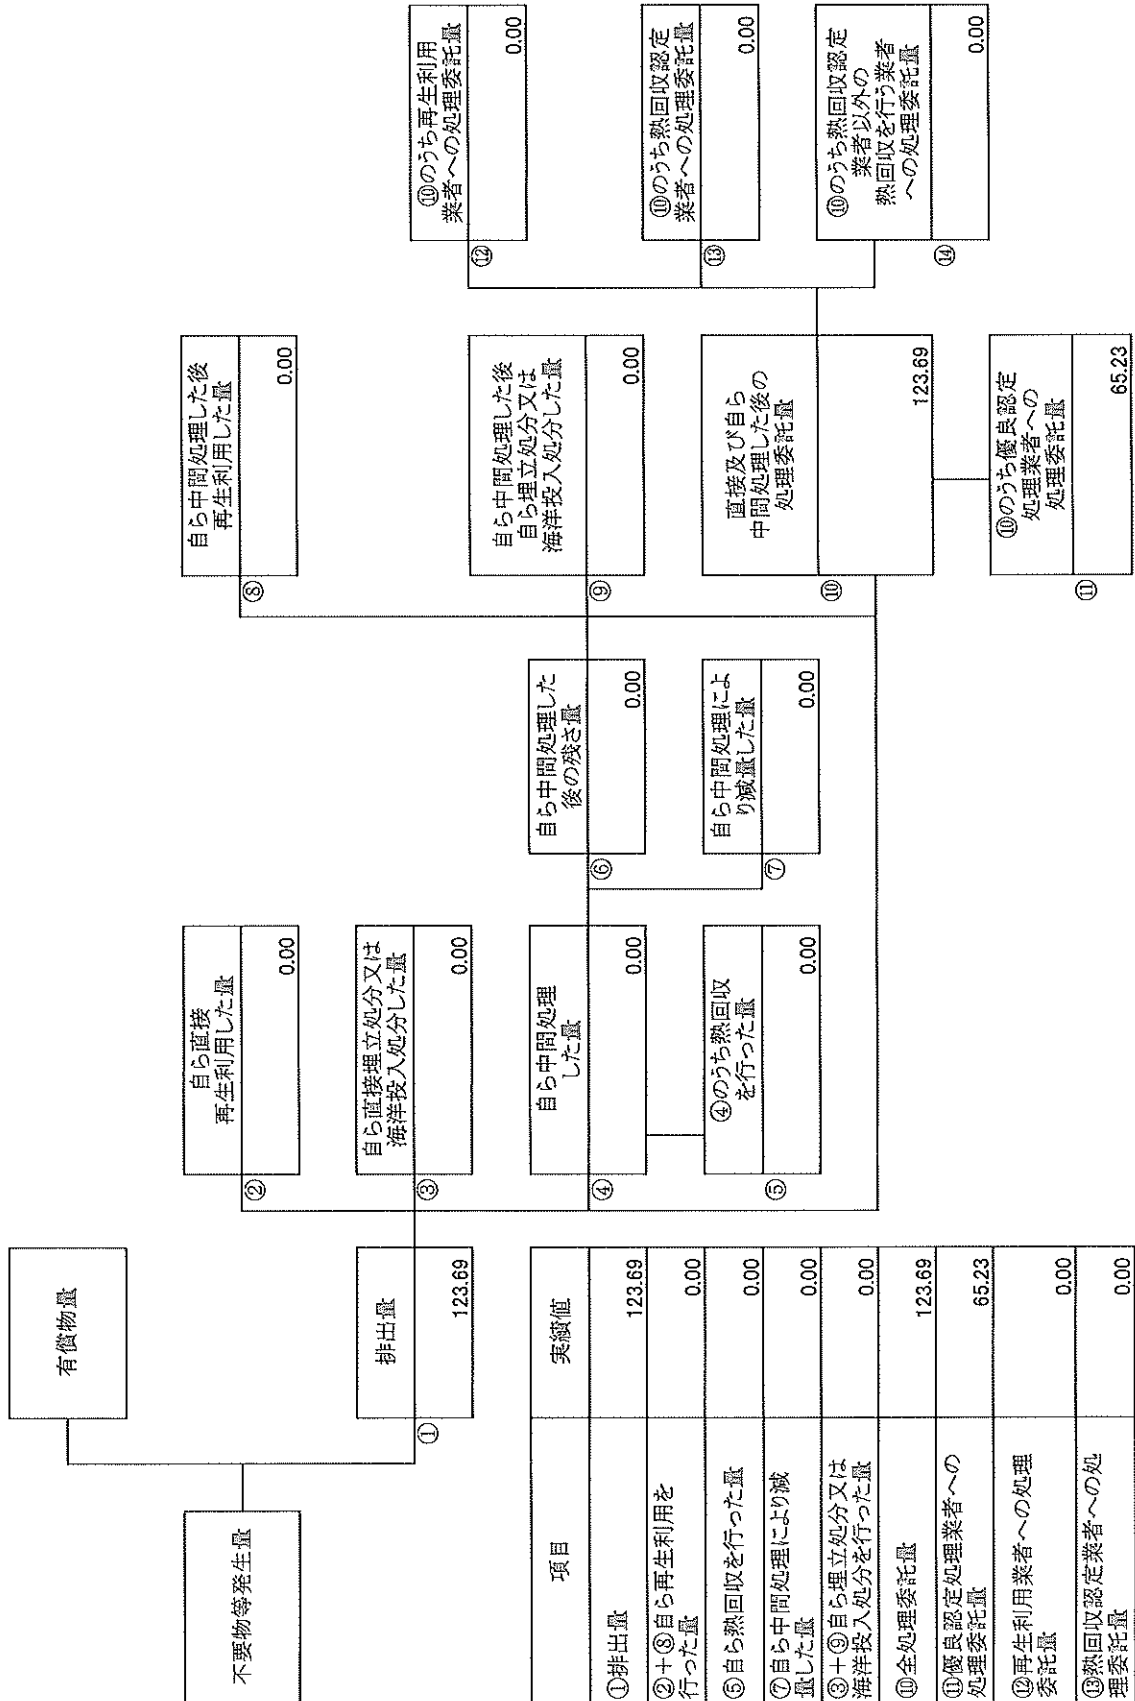 不要物等発生量
有償物量
排出量
①
123.69
自ら直接
再生利用した量
②
0.00
自ら直接埋立処分又は
海洋投入処分した量
③
0.00
自ら中間処理
した量
④
0.00
④のうち熱回収
を行った量
⑤
0.00
自ら中間処理した
後の残さ量
⑥
0.00
自ら中間処理によ
り減量した量
⑦
0.00
自ら中間処理した後
再生利用した量
⑧
0.00
自ら中間処理した後
自ら埋立処分又は
海洋投入処分した量
⑨
0.00
直接及び自ら
中間処理した後の
処理委託量
⑩
123.69
⑩のうち優良認定
処理業者への
処理委託量
⑪
65.23
⑩のうち再生利用
業者への処理委託量
⑫
0.00
⑩のうち熱回収認定
業者への処理委託量
⑬
0.00
⑩のうち熱回収認定
業者以外の
熱回収を行う業者
への処理委託量
⑭
0.00
項目 実績値
①排出量 123.69
②+⑧自ら再生利用を
行った量 0.00
⑤自ら熱回収を行った量 0.00
⑦自ら中間処理により減
量した量 0.00
③+⑨自ら埋立処分又は
海洋投入処分を行った量 0.00
⑩全処理委託量 123.69
⑪優良認定処理業者への
処理委託量 65.23
⑫再生利用業者への処理
委託量 0.00
⑬熱回収認定業者への処
理委託量 0.00